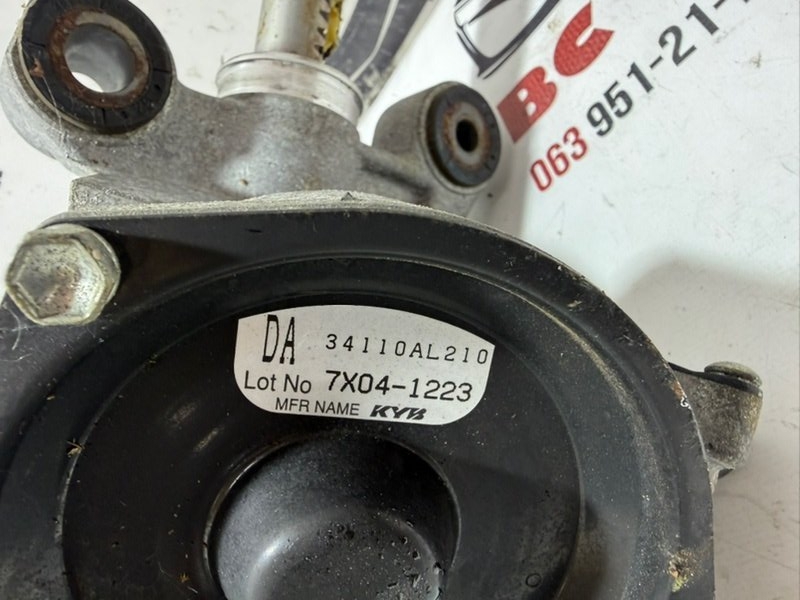 BC
063 951-21-
DA 34110AL210
Lot No 7X04-1223
MFR NAME KYB